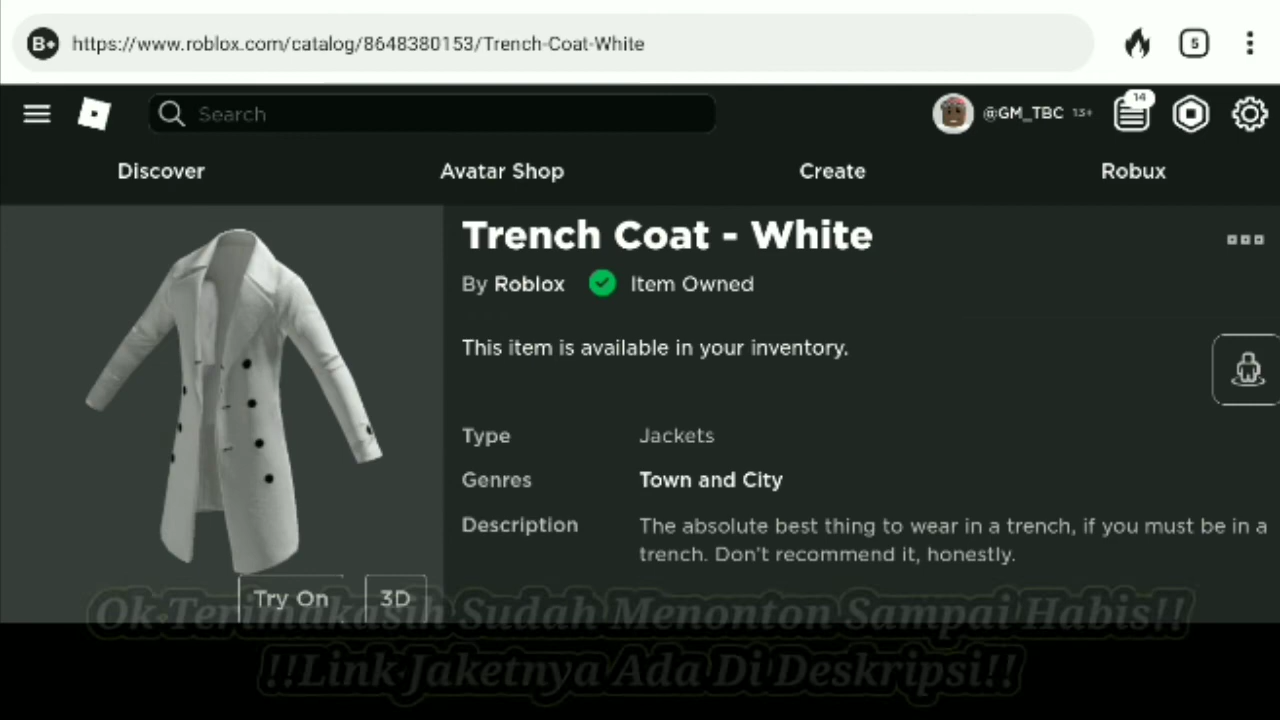 B+ https://www.roblox.com/catalog/8648380153/Trench-Coat-White 5
Search @GM_TBC 13+ 14
Discover Avatar Shop Create Robux
Trench Coat - White
By Roblox Item Owned
This item is available in your inventory.
Type Jackets
Genres Town and City
Description The absolute best thing to wear in a trench, if you must be in a
trench. Don't recommend it, honestly.
Try On 3D
Ok Terimakasih Sudah Menonton Sampai Habis!!
!!Link Jaketnya Ada Di Deskripsi!!